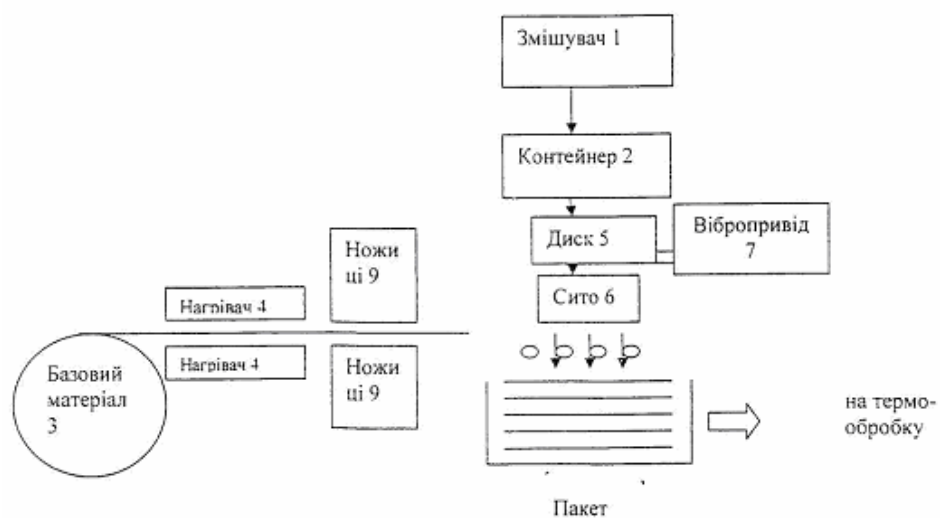 Змішувач 1
Контейнер 2
Диск 5
Вібропривід
7
Сито 6
Ножи
ці 9
Нагрівач 4
Нагрівач 4
Ножи
ці 9
Базовий
матеріал
3
на термо-
обробку
Пакет